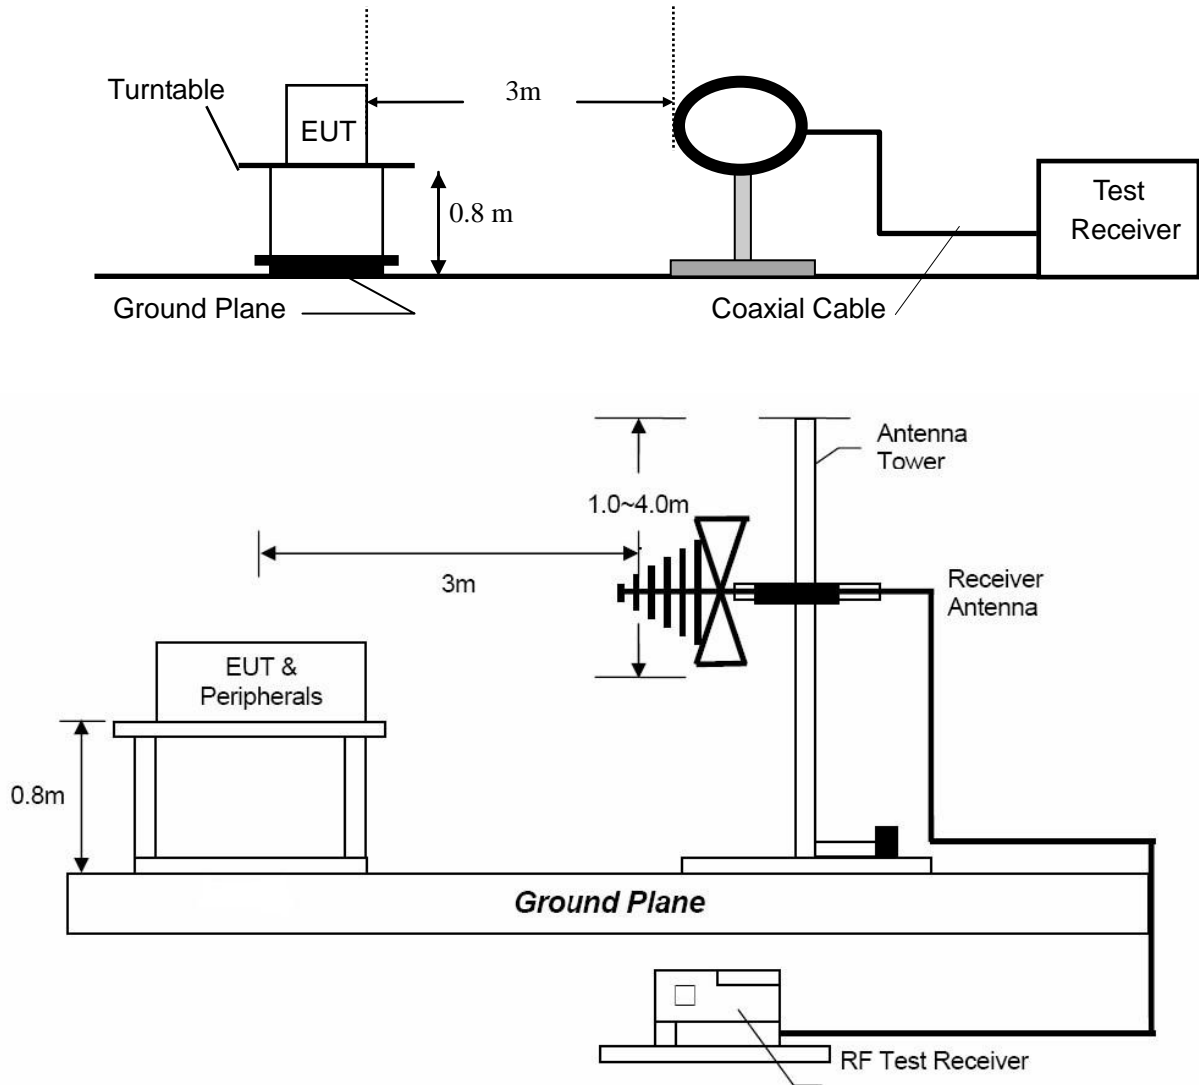 Turntable
3m
EUT
0.8 m
Test
Receiver
Ground Plane
Coaxial Cable
Antenna
Tower
1.0~4.0m
3m
Receiver
Antenna
EUT &
Peripherals
0.8m
Ground Plane
RF Test Receiver